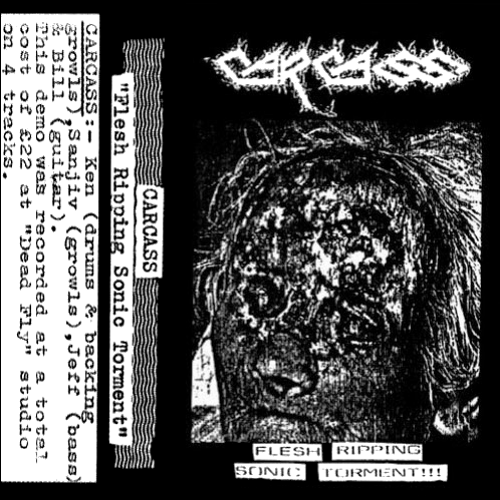 CARCASS:- Ken (drums & backing
growls),Sanjiv (growls),Jeff (bass)
& Bill (guitar).
This demo was recorded at a total
cost of £22 at "Dead Fly" studio
on 4 tracks.
CARCASS
"Flesh Ripping Sonic Torment"
CARCASS
FLESH RIPPING
SONIC TORMENT!!!